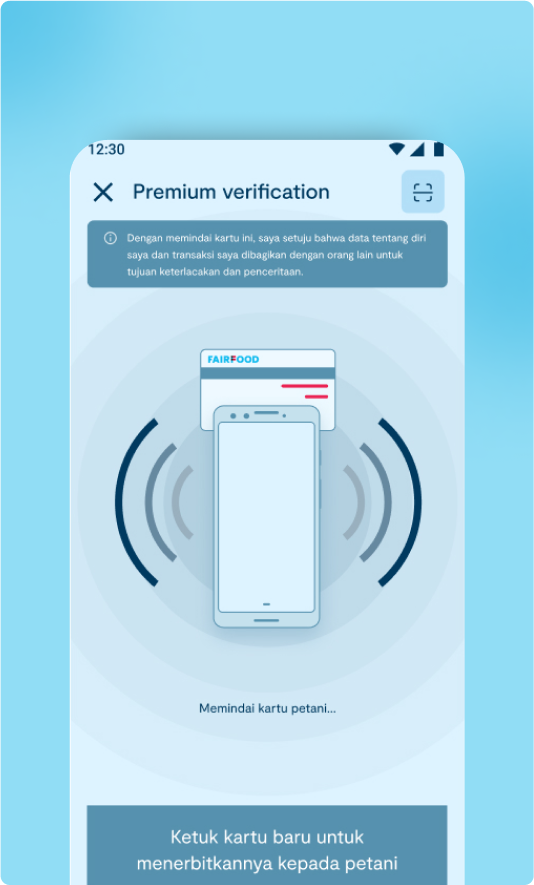 12:30
Premium verification
Dengan memindai kartu ini, saya setuju bahwa data tentang diri
saya dan transaksi saya dibagikan dengan orang lain untuk
tujuan keterlacakan dan penceritaan.
FAIRFOOD
Memindai kartu petani...
Ketuk kartu baru untuk
menerbitkannya kepada petani